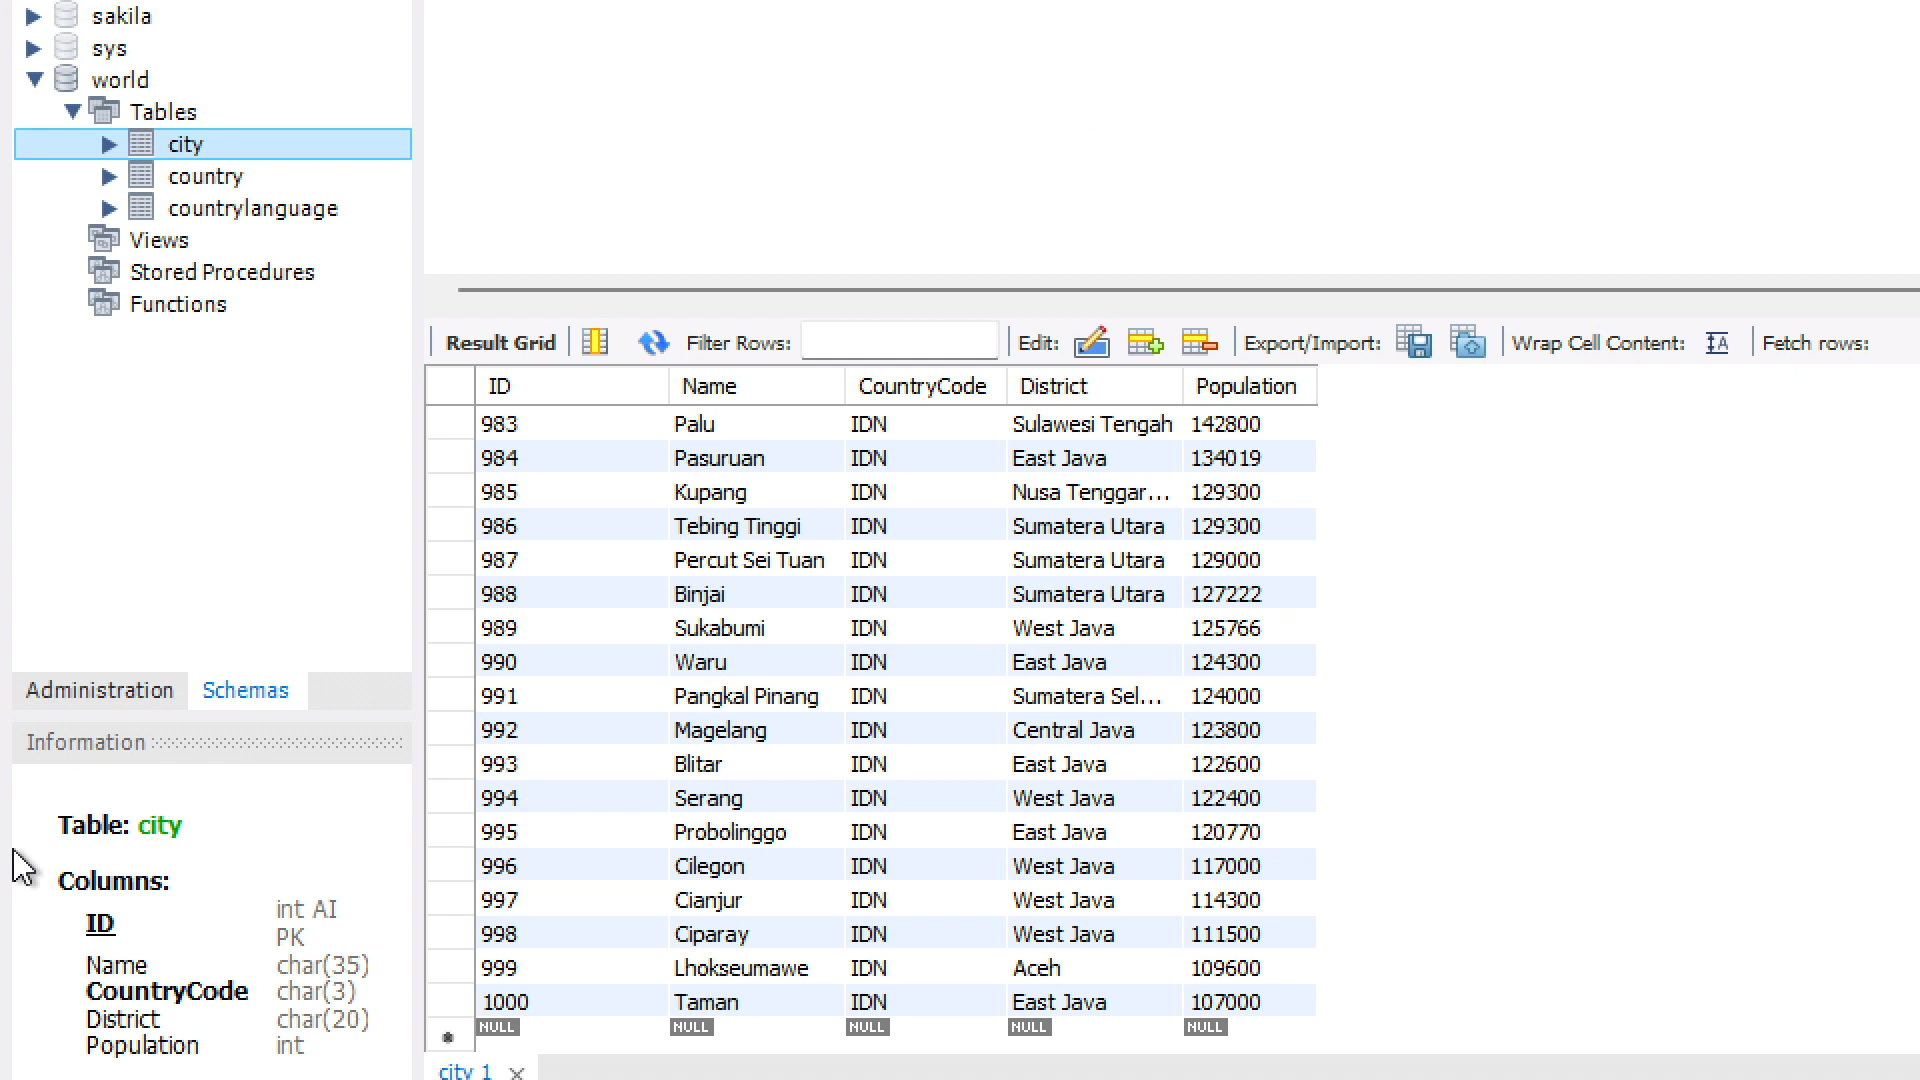 sakila
sys
world
Tables
city
country
countrylanguage
Views
Stored Procedures
Functions
Administration Schemas
Information
Table: city
Columns:
ID int AI PK
Name char(35)
CountryCode char(3)
District char(20)
Population int
Result Grid Filter Rows: Edit: Export/Import: Wrap Cell Content: Fetch rows:
ID Name CountryCode District Population
983 Palu IDN Sulawesi Tengah 142800
984 Pasuruan IDN East Java 134019
985 Kupang IDN Nusa Tenggar... 129300
986 Tebing Tinggi IDN Sumatera Utara 129300
987 Percut Sei Tuan IDN Sumatera Utara 129000
988 Binjai IDN Sumatera Utara 127222
989 Sukabumi IDN West Java 125766
990 Waru IDN East Java 124300
991 Pangkal Pinang IDN Sumatera Sel... 124000
992 Magelang IDN Central Java 123800
993 Blitar IDN East Java 122600
994 Serang IDN West Java 122400
995 Probolinggo IDN East Java 120770
996 Cilegon IDN West Java 117000
997 Cianjur IDN West Java 114300
998 Ciparay IDN West Java 111500
999 Lhokseumawe IDN Aceh 109600
1000 Taman IDN East Java 107000
NULL NULL NULL NULL NULL
city 1